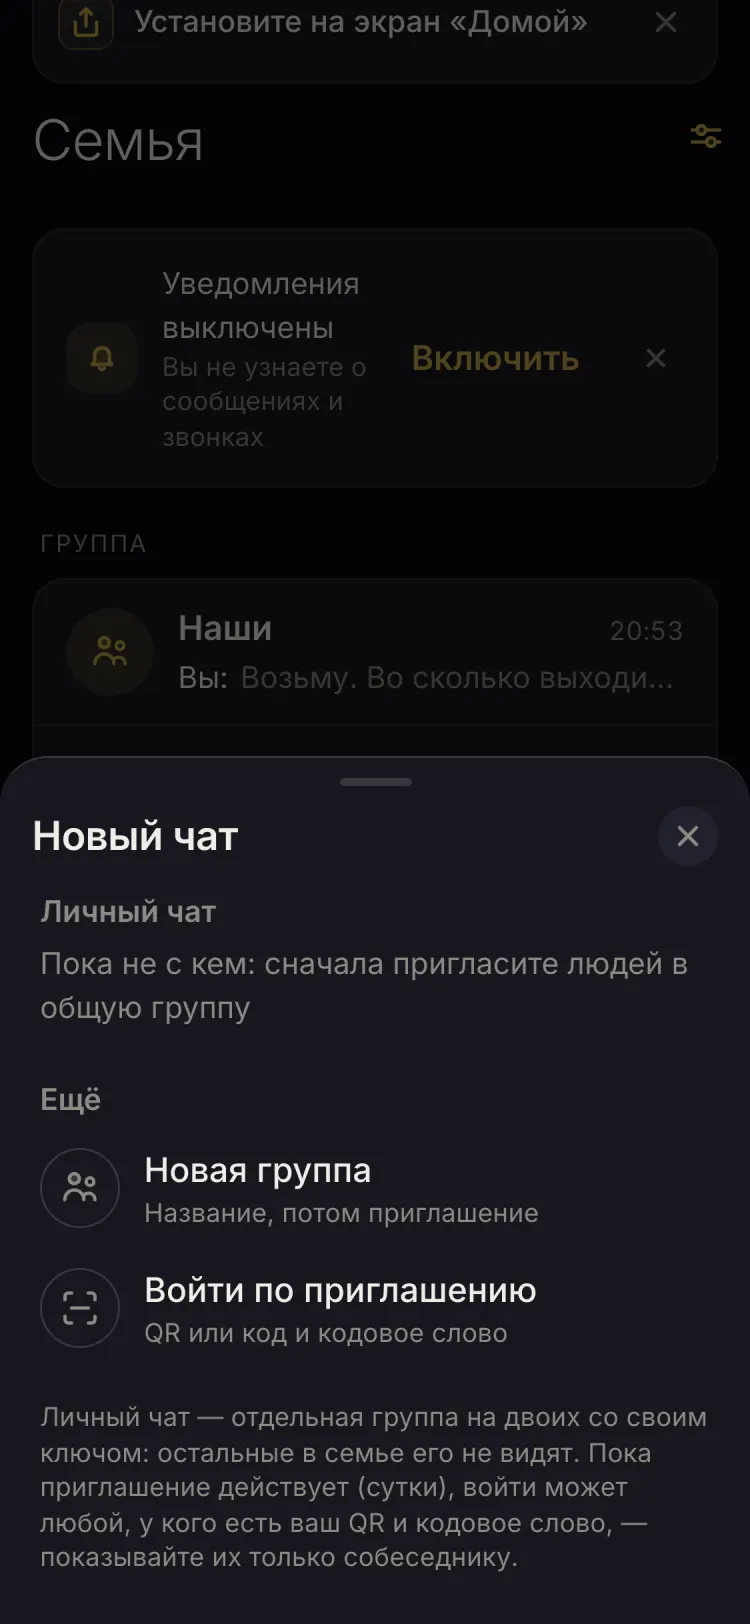 Установите на экран «Домой»
Семья
Уведомления
выключены
Вы не узнаете о
сообщениях и
звонках
Включить
ГРУППА
Наши
20:53
Вы: Возьму. Во сколько выходи...
Новый чат
Личный чат
Пока не с кем: сначала пригласите людей в
общую группу
Ещё
Новая группа
Название, потом приглашение
Войти по приглашению
QR или код и кодовое слово
Личный чат — отдельная группа на двоих со своим
ключом: остальные в семье его не видят. Пока
приглашение действует (сутки), войти может
любой, у кого есть ваш QR и кодовое слово, —
показывайте их только собеседнику.